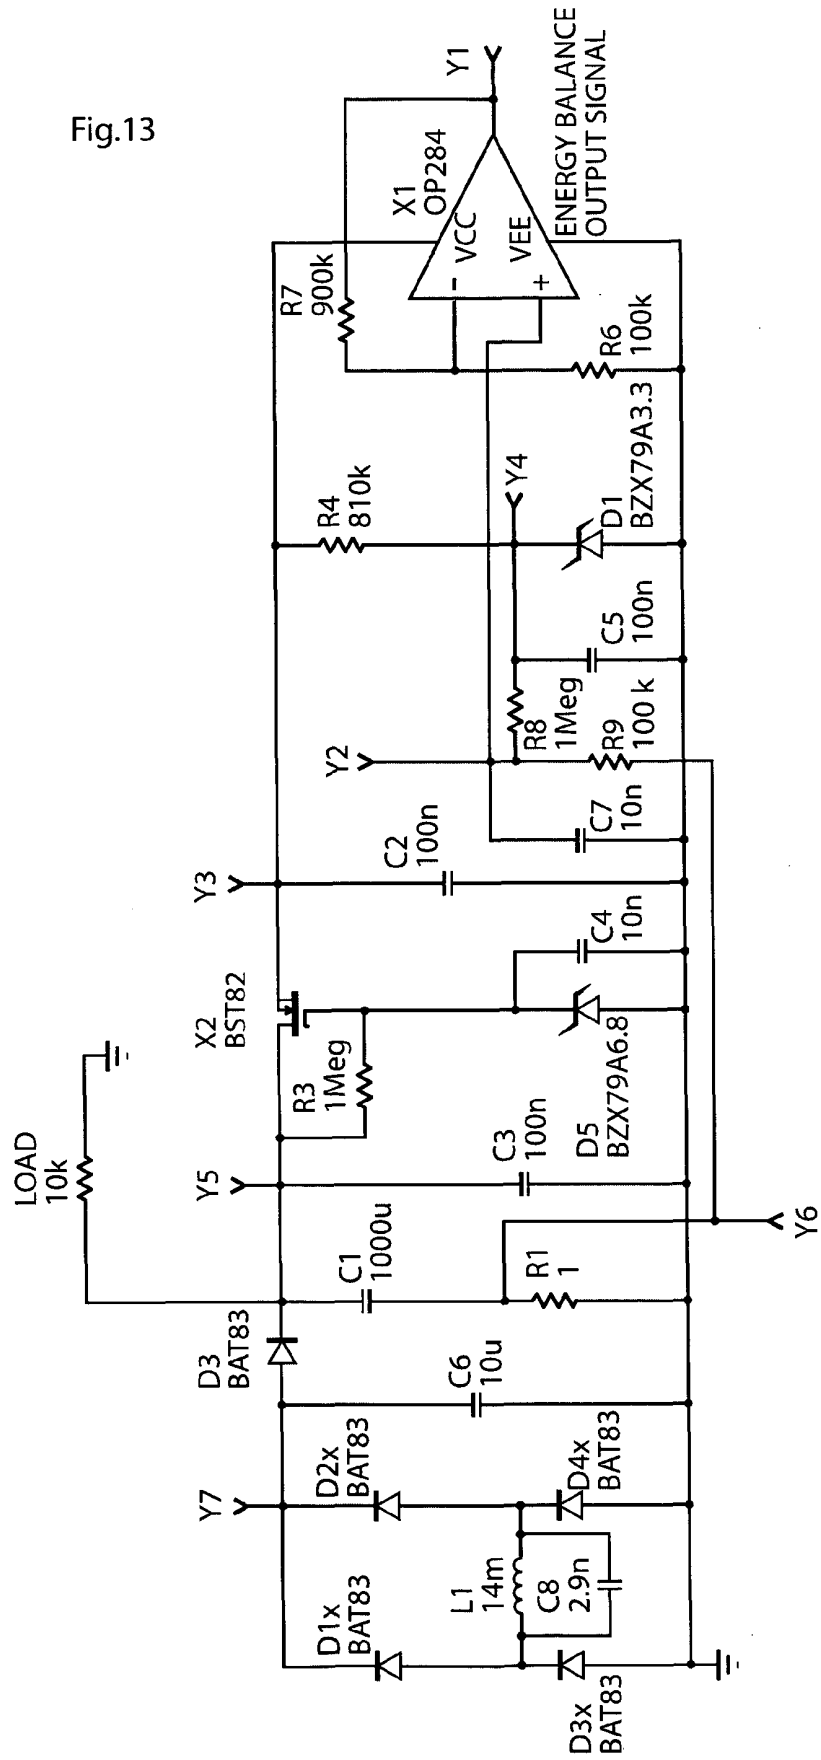 Fig.13
LOAD
10k
D1x
BAT83
Y7
D2x
BAT83
L1
14m
C8
2.9n
D3x
BAT83
D4x
BAT83
C6
10u
D3
BAT83
C1
1000u
R1
1
Y6
Y5
C3
100n
R3
1Meg
X2
BST82
D5
BZX79A6.8
C4
10n
Y3
C2
100n
C7
10n
Y2
R8
1Meg
R9
100 k
C5
100n
R4
810k
Y4
D1
BZX79A3.3
R7
900k
R6
100k
X1
OP284
VCC
VEE
-
+
Y1
ENERGY BALANCE
OUTPUT SIGNAL